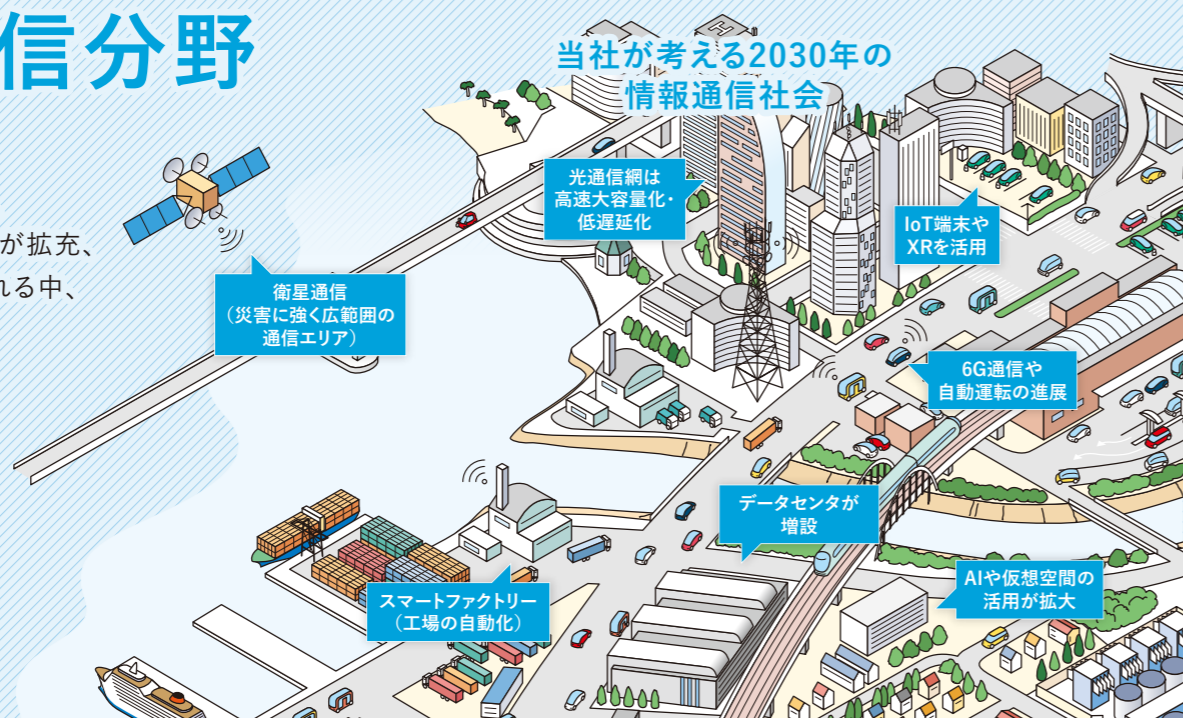 信分野
当社が考える2030年の
情報通信社会
が拡充、
れる中、
光通信網は
高速大容量化・
低遅延化
IoT端末や
XRを活用
衛星通信
（災害に強く広範囲の
通信エリア）
6G通信や
自動運転の進展
データセンタが
増設
AIや仮想空間の
活用が拡大
スマートファクトリー
（工場の自動化）
H